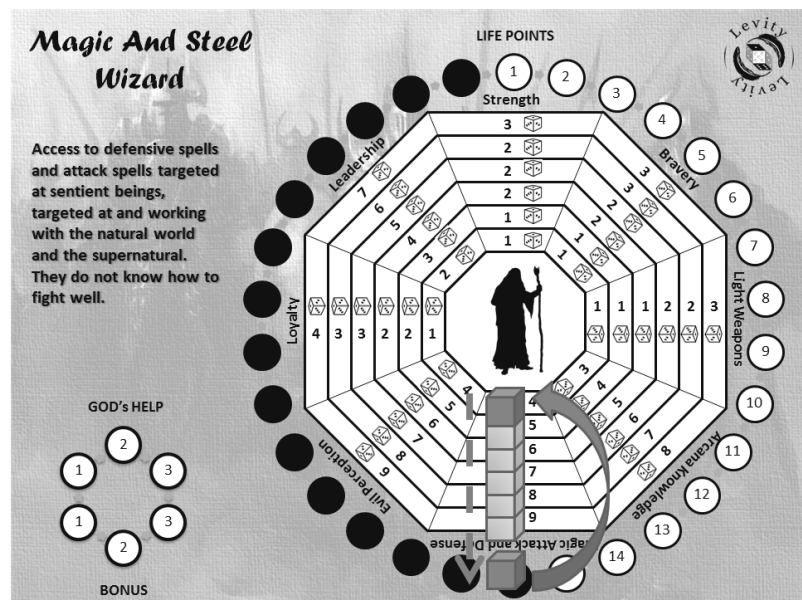 Magic And Steel
Wizard
Access to defensive spells
and attack spells targeted
at sentient beings,
targeted at and working
with the natural world
and the supernatural.
They do not know how to
fight well.
GOD's HELP
1
2
3
1
2
3
BONUS
LIFE POINTS
1
2
3
4
5
6
7
8
9
10
11
12
13
14
Levity
Levity
Strength
3
2
2
2
1
1
Bravery
3
3
2
2
1
1
Light Weapons
1 1 1 2 2 3
Arcana Knowledge
3
4
5
6
7
8
Magic Attack and Defense
4
5
6
7
8
9
Evil Perception
4
5
6
7
8
9
Loyalty
4 3 3 2 2 1
Leadership
7
6
5
4
3
2